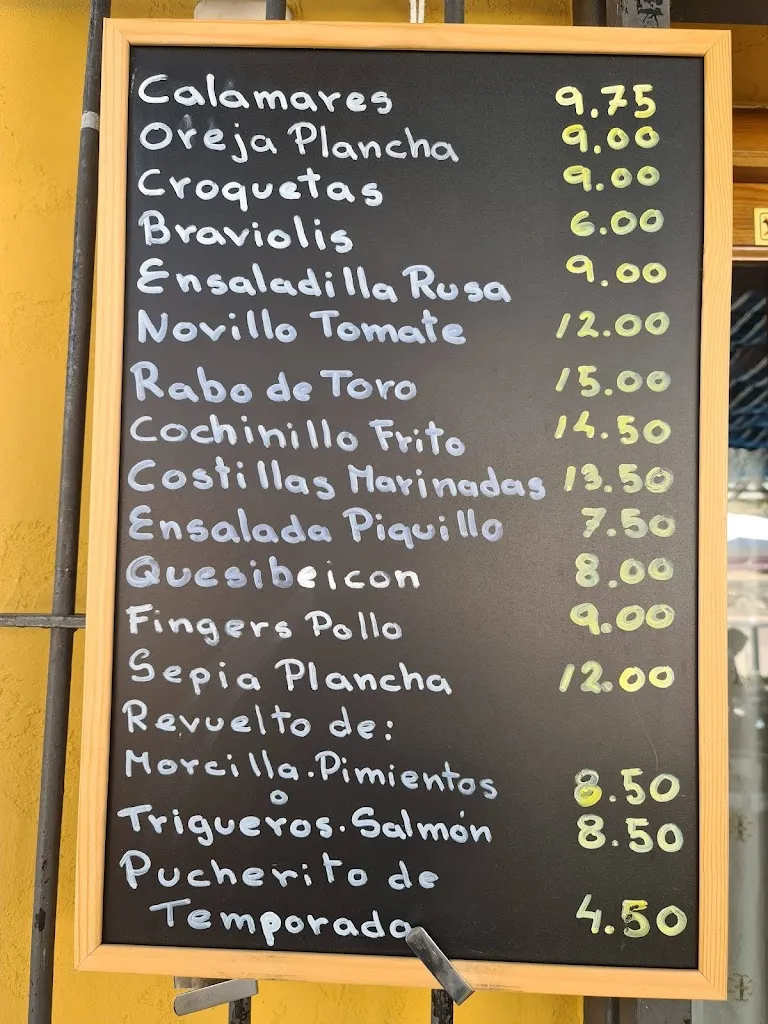 Calamares 9.75
Oreja Plancha 9.00
Croquetas 9.00
Braviolis 6.00
Ensaladilla Rusa 9.00
Novillo Tomate 12.00
Rabo de Toro 15.00
Cochinillo Frito 14.50
Costillas Marinadas 13.50
Ensalada Piquillo 7.50
Quesibeicon 8.00
Fingers Pollo 9.00
Sepia Plancha 12.00
Revuelto de:
Morcilla.Pimientos 8.50
o
Trigueros.Salmón 8.50
Pucherito de
Temporada 4.50